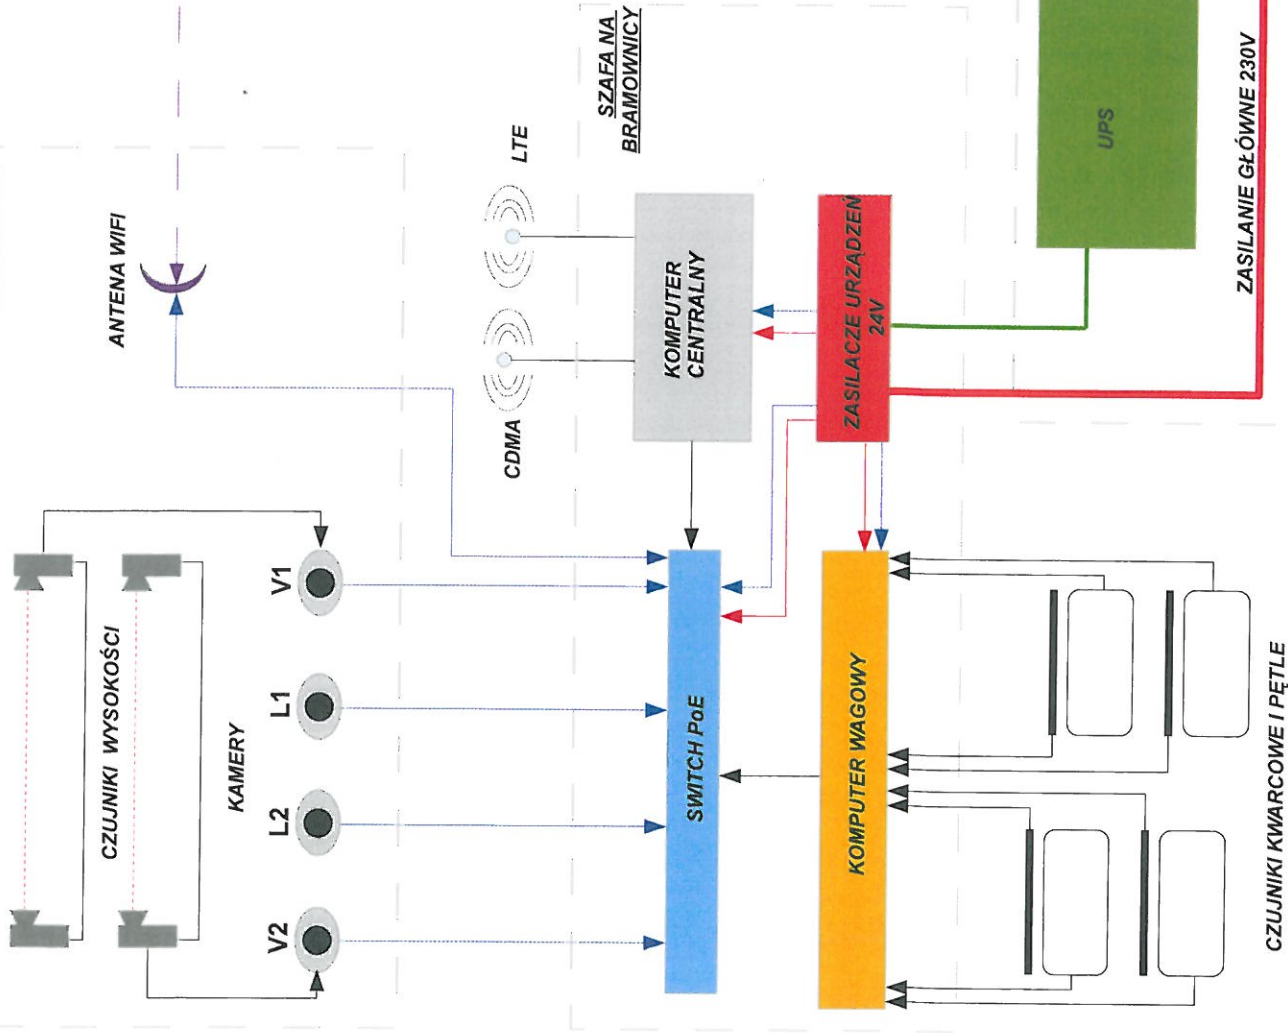 SZAFA NA
BRAMOWNICY
ZASILANIE GŁÓWNE 230V
UPS
LTE
ANTENA WIFI
KOMPUTER
CENTRALNY
ZASILACZE URZĄDZEŃ
24V
CDMA
CZUJNIKI WYSOKOŚCI
KAMERY
V1
L1
L2
V2
SWITCH PoE
KOMPUTER WAGOWY
CZUJNIKI KWARCOWE I PĘTLE